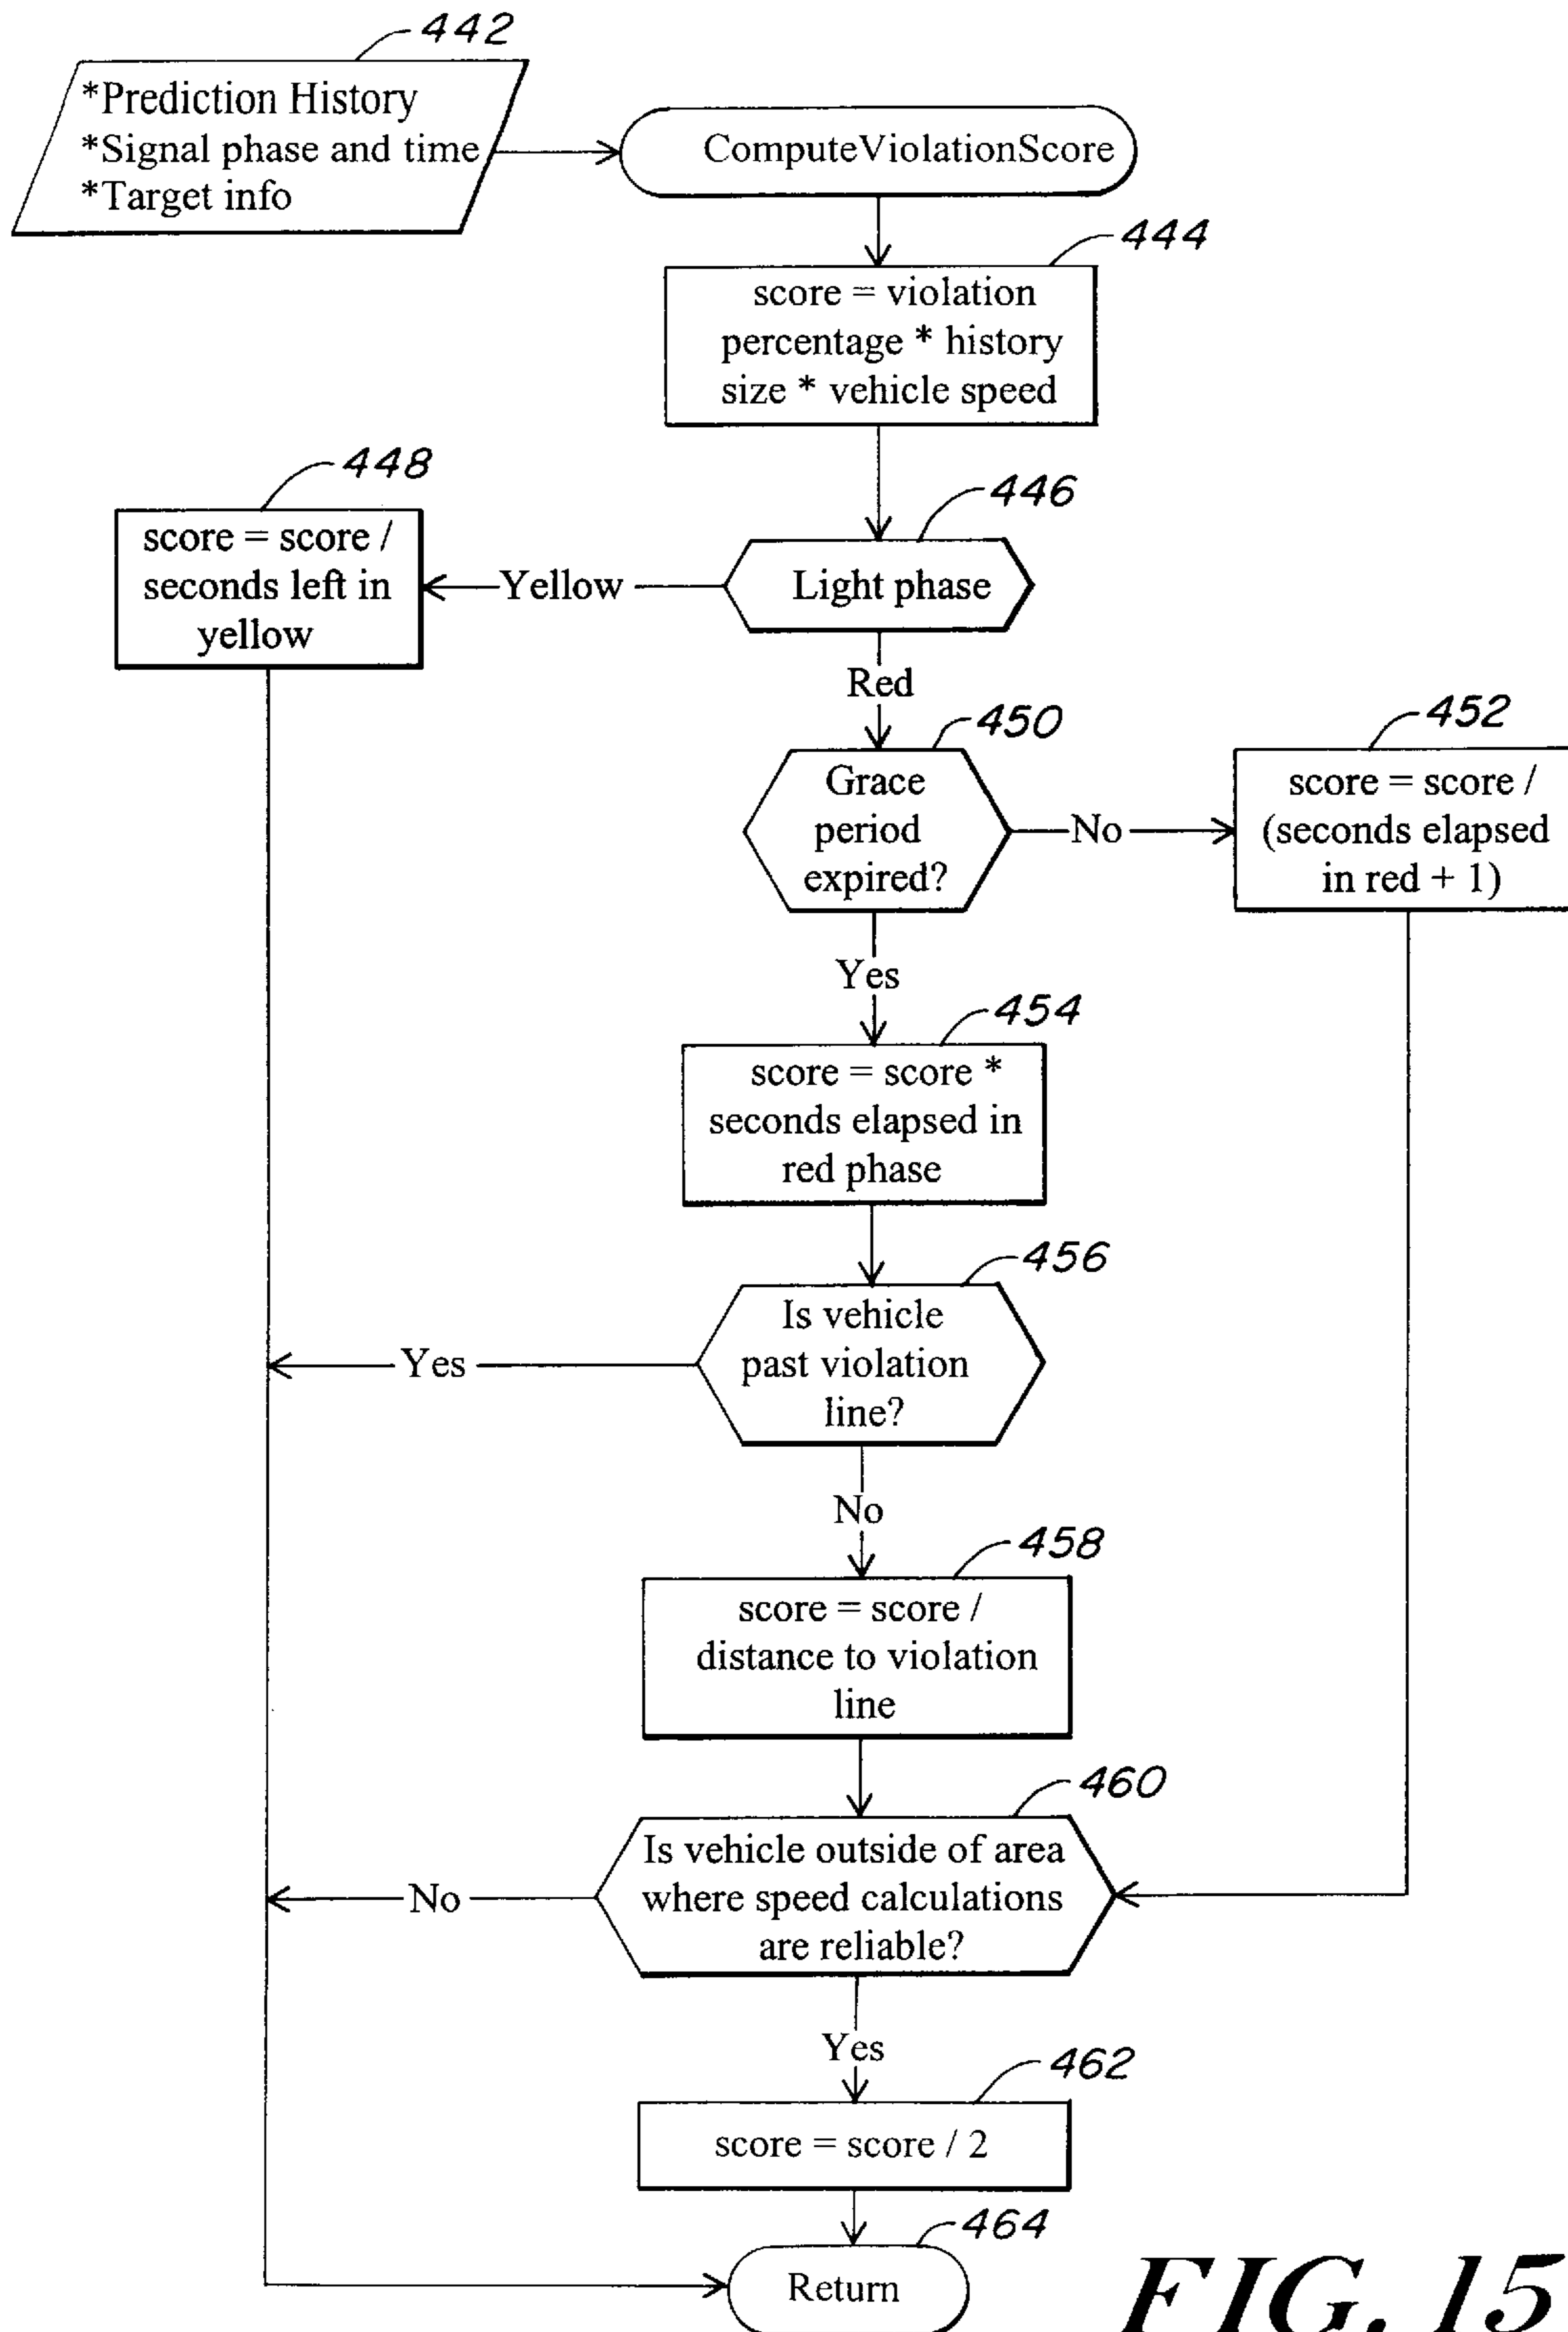 442
*Prediction History
*Signal phase and time
*Target info
ComputeViolationScore
444
score = violation
percentage * history
size * vehicle speed
448
446
score = score /
seconds left in
yellow
Yellow
Light phase
Red
450
452
Grace
period
expired?
No
score = score /
(seconds elapsed
in red + 1)
Yes
454
score = score *
seconds elapsed in
red phase
456
Is vehicle
past violation
line?
Yes
No
458
score = score /
distance to violation
line
460
Is vehicle outside of area
where speed calculations
are reliable?
No
Yes
462
score = score / 2
464
Return
FIG. 15